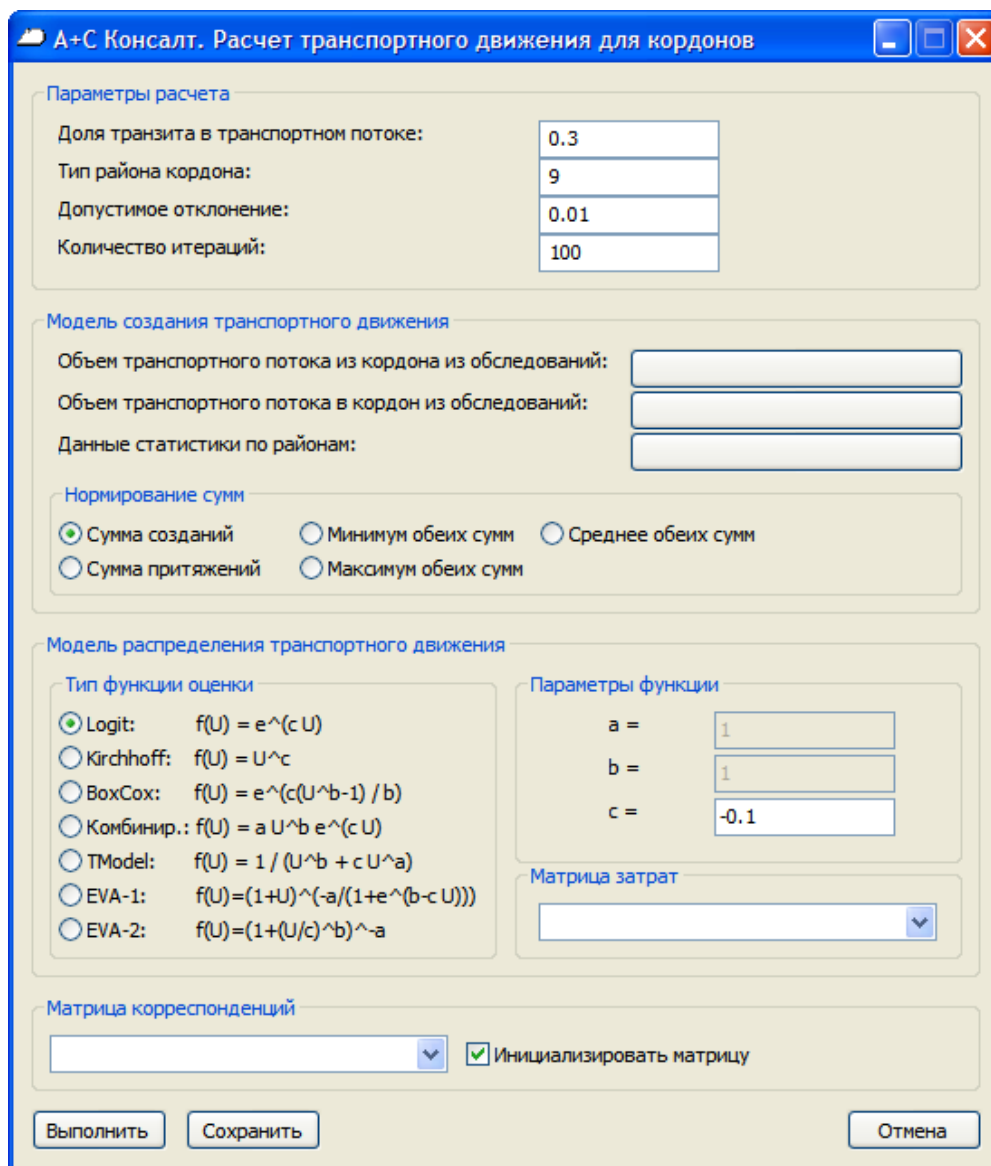 А+С Консалт. Расчет транспортного движения для кордонов
Параметры расчета
Доля транзита в транспортном потоке: 0.3
Тип района кордона: 9
Допустимое отклонение: 0.01
Количество итераций: 100
Модель создания транспортного движения
Объем транспортного потока из кордона из обследований:
Объем транспортного потока в кордон из обследований:
Данные статистики по районам:
Нормирование сумм
Сумма созданий Минимум обеих сумм Среднее обеих сумм
Сумма притяжений Максимум обеих сумм
Модель распределения транспортного движения
Тип функции оценки
Logit: f(U) = e^(c U)
Kirchhoff: f(U) = U^c
BoxCox: f(U) = e^(c(U^b-1) / b)
Комбинир.: f(U) = a U^b e^(c U)
TModel: f(U) = 1 / (U^b + c U^a)
EVA-1: f(U)=(1+U)^(-a/(1+e^(b-c U)))
EVA-2: f(U)=(1+(U/c)^b)^-a
Параметры функции
a = 1
b = 1
c = -0.1
Матрица затрат
Матрица корреспонденций
Инициализировать матрицу
Выполнить Сохранить Отмена